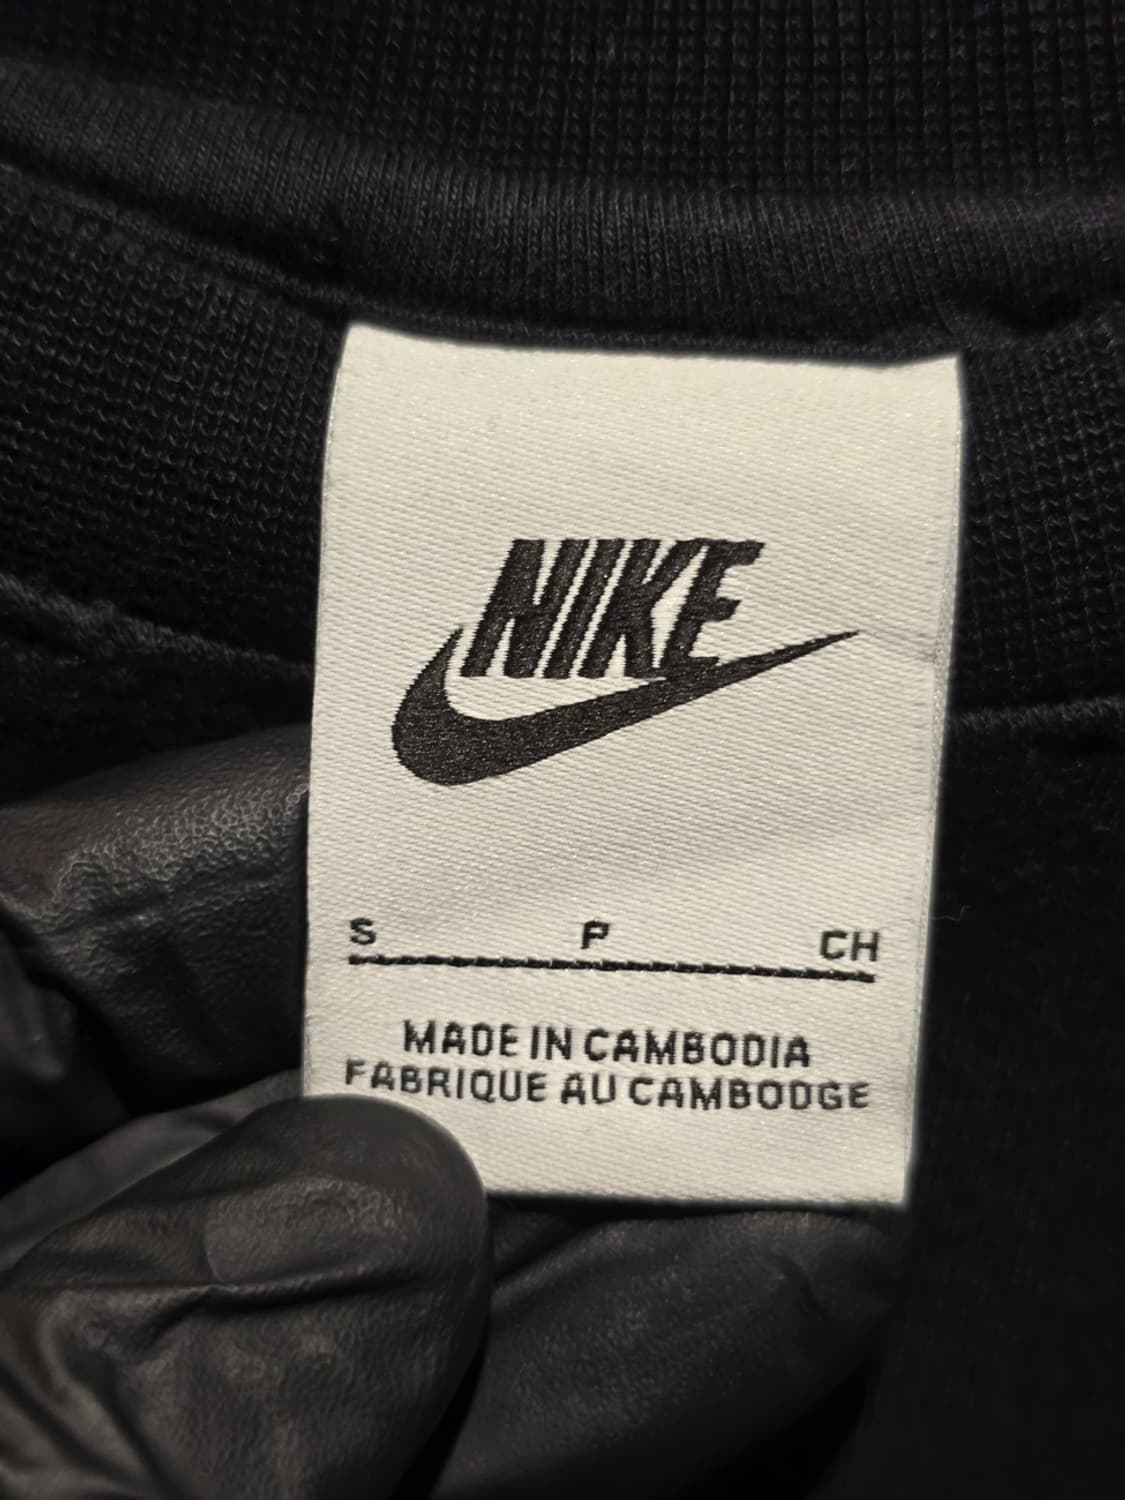 NIKE
S P CH
MADE IN CAMBODIA
FABRIQUE AU CAMBODGE